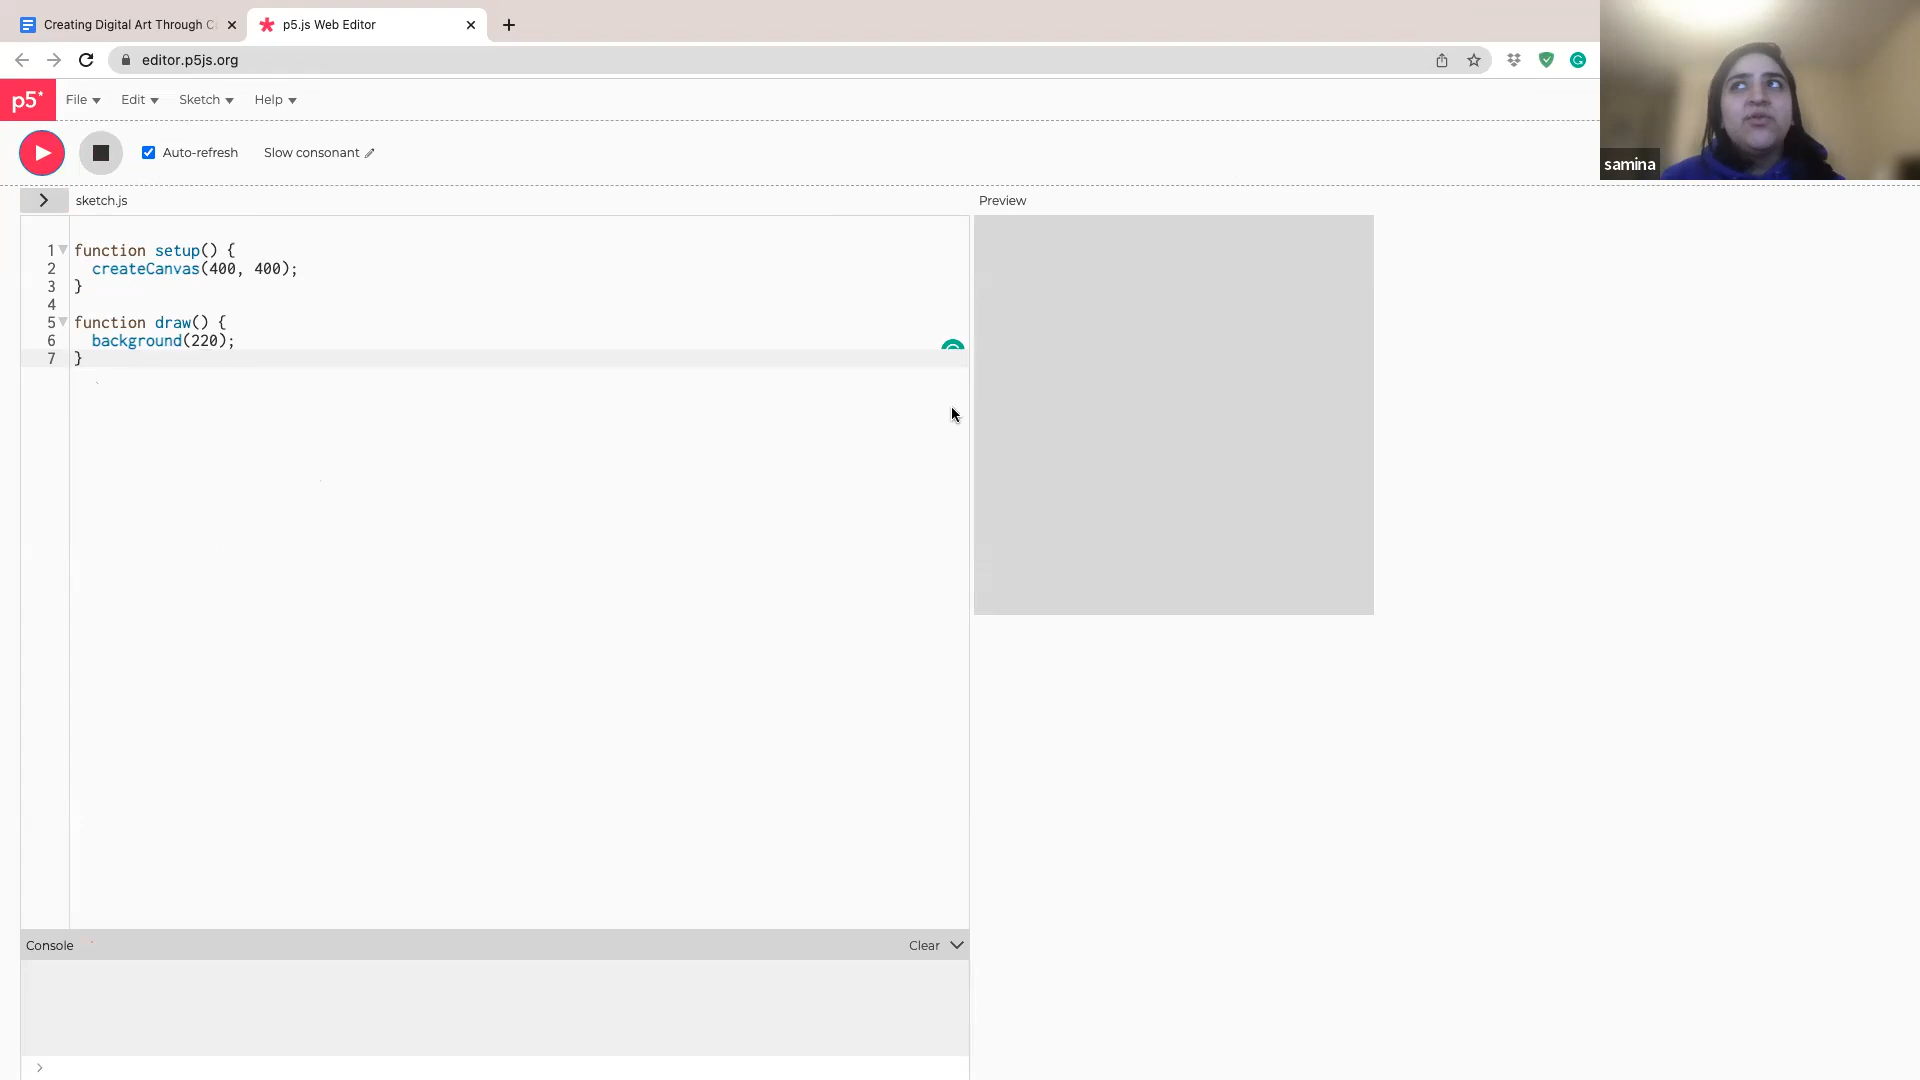 Creating Digital Art Through C
p5.js Web Editor
editor.p5js.org
p5*
File
Edit
Sketch
Help
Auto-refresh
Slow consonant
samina
sketch.js
Preview
1
function setup() {
2
createCanvas(400, 400);
3
}
4
5
function draw() {
6
background(220);
7
}
Console
Clear
>